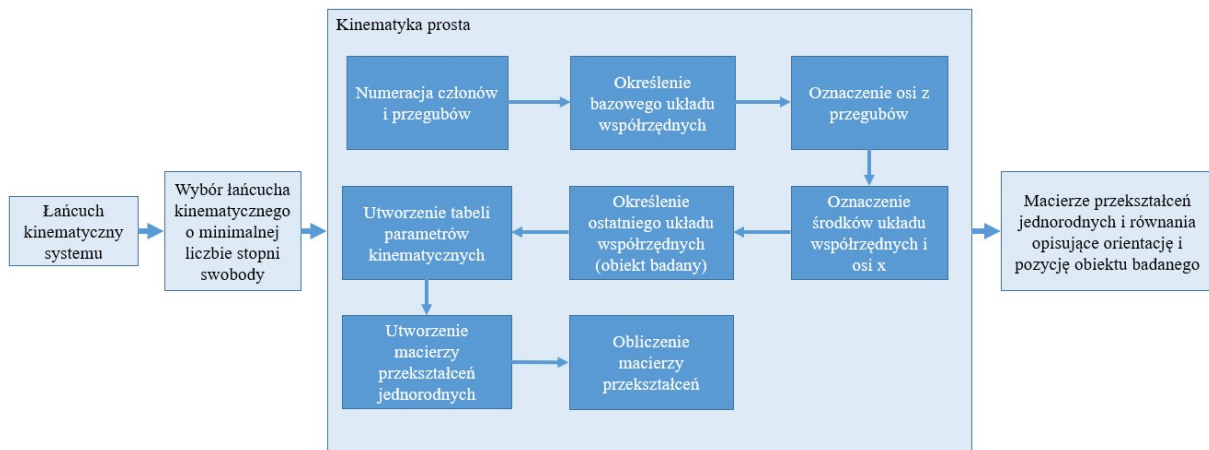 Kinematyka prosta
Numeracja członów
i przegubów
Określenie
bazowego układu
współrzędnych
Oznaczenie osi z
przegubów
Łańcuch
kinematyczny
systemu
Wybór łańcucha
kinematycznego
o minimalnej
liczbie stopni
swobody
Utworzenie tabeli
parametrów
kinematycznych
Określenie
ostatniego układu
współrzędnych
(obiekt badany)
Oznaczenie
środków układu
współrzędnych i
osi x
Macierze przekształceń
jednorodnych i równania
opisujące orientację i
pozycję obiektu badanego
Utworzenie
macierzy
przekształceń
jednorodnych
Obliczenie
macierzy
przekształceń